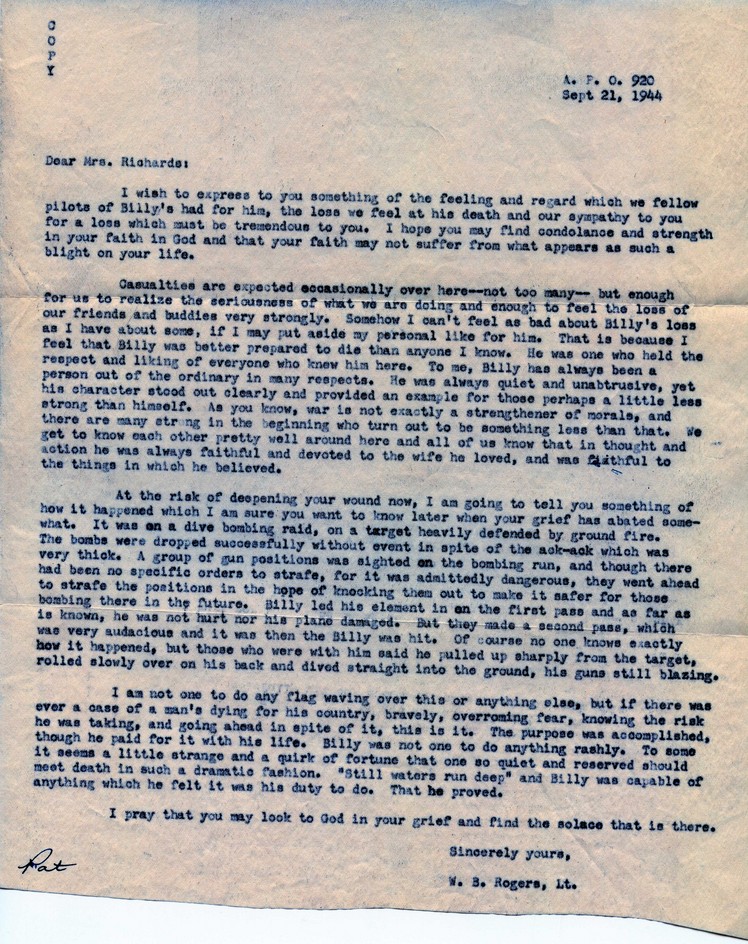 C
O
P
Y
A. P. O. 920
Sept 21, 1944
Dear Mrs. Richards:
I wish to express to you something of the feeling and regard which we fellow
pilots of Billy's had for him, the loss we feel at his death and our sympathy to you
for a loss which must be tremendous to you. I hope you may find condolance and strength
in your faith in God and that your faith may not suffer from what appears as such a
blight on your life.
Casualties are expected occasionally over here--not too many-- but enough
for us to realize the seriousness of what we are doing and enough to feel the loss of
our friends and buddies very strongly. Somehow I can't feel as bad about Billy's loss
as I have about some, if I may put aside my personal like for him. That is because I
feel that Billy was better prepared to die than anyone I know. He was one who held the
respect and liking of everyone who knew him here. To me, Billy has always been a
person out of the ordinary in many respects. He was always quiet and unabtrusive, yet
his character stood out clearly and provided an example for those perhaps a little less
strong than himself. As you know, war is not exactly a strengthener of morals, and
there are many strong in the beginning who turn out to be something less than that. We
get to know each other pretty well around here and all of us know that in thought and
action he was always faithful and devoted to the wife he loved, and was faithful to
the things in which he believed.
At the risk of deepening your wound now, I am going to tell you something of
how it happened which I am sure you want to know later when your grief has abated some-
what. It was on a dive bombing raid, on a target heavily defended by ground fire.
The bombs were dropped successfully without event in spite of the ack-ack which was
very thick. A group of gun positions was sighted on the bombing run, and though there
had been no specific orders to strafe, for it was admittedly dangerous, they went ahead
to strafe the positions in the hope of knocking them out to make it safer for those
bombing there in the future. Billy led his element in on the first pass and as far as
is known, he was not hurt nor his plane damaged. But they made a second pass, which
was very audacious and it was then the Billy was hit. Of course no one knows exactly
how it happened, but those who were with him said he pulled up sharply from the target,
rolled slowly over on his back and dived straight into the ground, his guns still blazing.
I am not one to do any flag waving over this or anything else, but if there was
ever a case of a man's dying for his country, bravely, overroming fear, knowing the risk
he was taking, and going ahead in spite of it, this is it. The purpose was accomplished,
though he paid for it with his life. Billy was not one to do anything rashly. To some
it seems a little strange and a quirk of fortune that one so quiet and reserved should
meet death in such a dramatic fashion. "Still waters run deep" and Billy was capable of
anything which he felt it was his duty to do. That he proved.
I pray that you may look to God in your grief and find the solace that is there.
Sincerely yours,
Pat
W. B. Rogers, Lt.